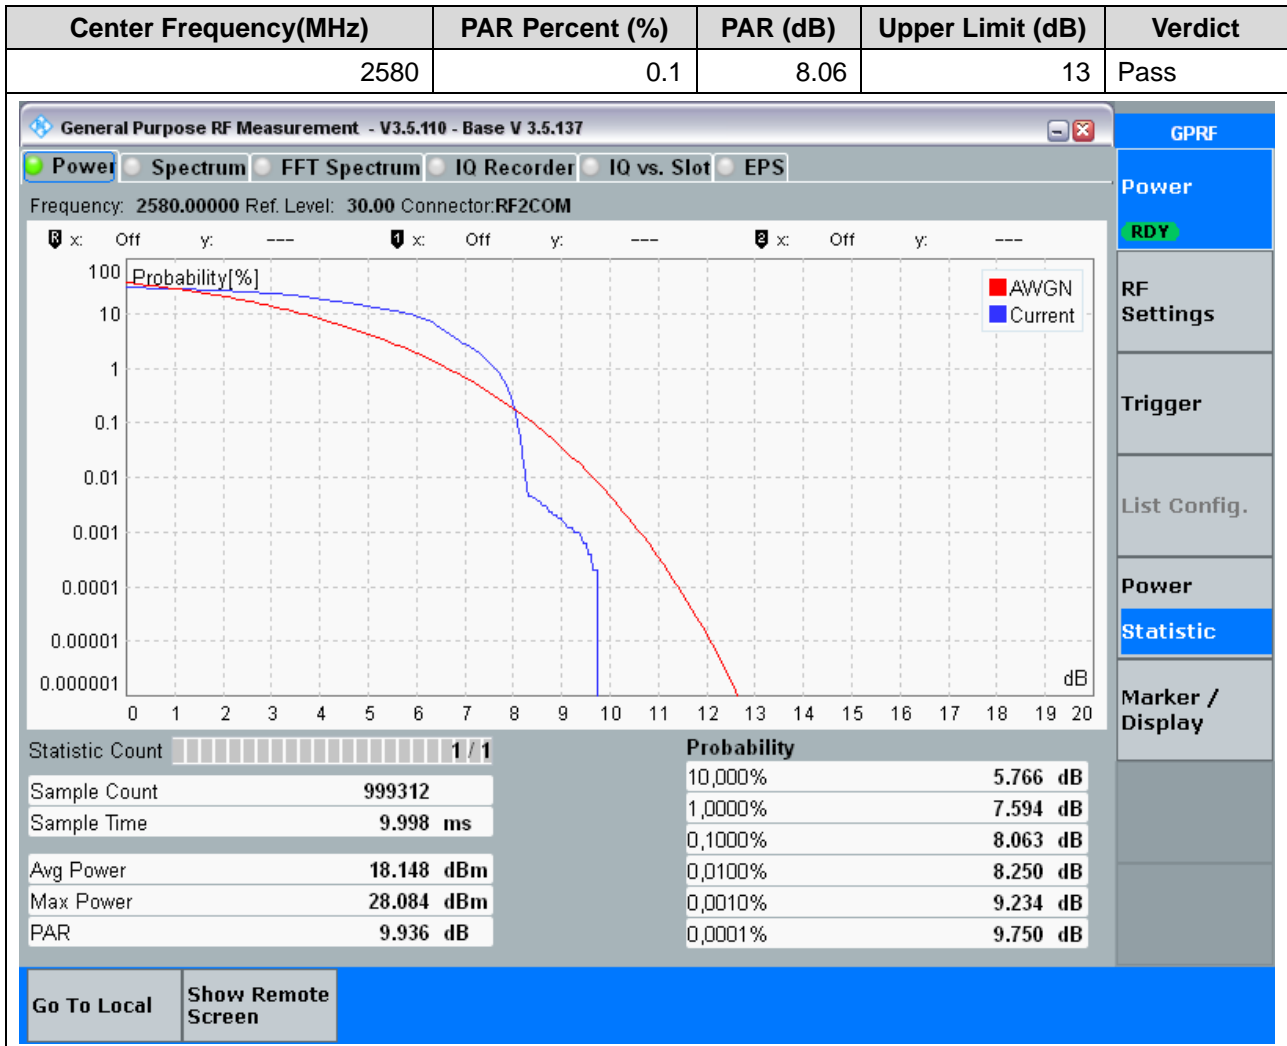 Center Frequency(MHz) PAR Percent (%) PAR (dB) Upper Limit (dB) Verdict
2580 0.1 8.06 13 Pass
General Purpose RF Measurement - V3.5.110 - Base V 3.5.137
GPRF
Power Spectrum FFT Spectrum IQ Recorder IQ vs. Slot EPS
Frequency: 2580.00000 Ref. Level: 30.00 Connector:RF2COM
R x: Off y: --- 1 x: Off y: --- 2 x: Off y: ---
Probability[%]
AWGN
Current
100
10
1
0.1
0.01
0.001
0.0001
0.00001
0.000001
dB
0 1 2 3 4 5 6 7 8 9 10 11 12 13 14 15 16 17 18 19 20
Statistic Count 1 / 1
Sample Count 999312
Sample Time 9.998 ms
Avg Power 18.148 dBm
Max Power 28.084 dBm
PAR 9.936 dB
Probability
10,000% 5.766 dB
1,0000% 7.594 dB
0,1000% 8.063 dB
0,0100% 8.250 dB
0,0010% 9.234 dB
0,0001% 9.750 dB
Power
RDY
RF
Settings
Trigger
List Config.
Power
Statistic
Marker /
Display
Go To Local
Show Remote
Screen